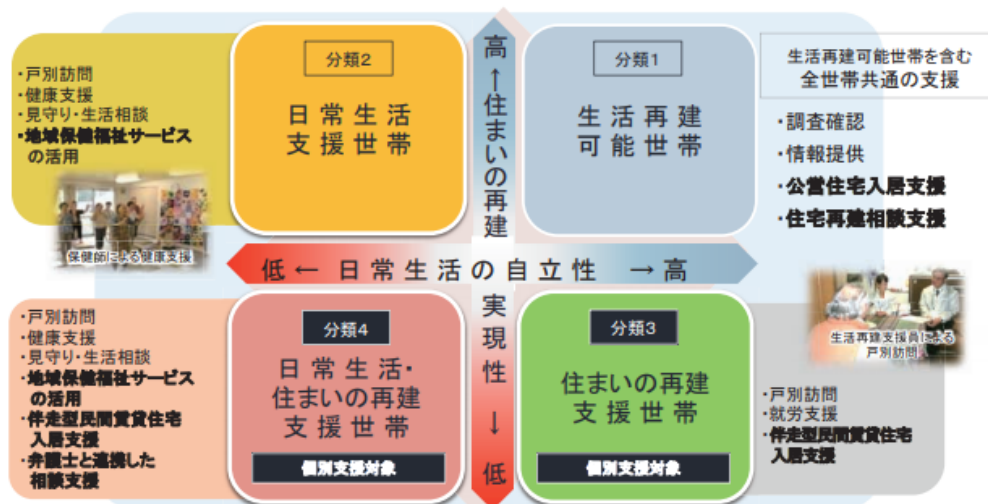 ・戸別訪問
・健康支援
・見守り・生活相談
・地域保健福祉サービス
の活用
保健師による健康支援
分類2
日常生活
支援世帯
高←住まいの再建
分類1
生活再建
可能世帯
生活再建可能世帯を含む
全世帯共通の支援
・調査確認
・情報提供
・公営住宅入居支援
・住宅再建相談支援
低←日常生活の自立性→高
・戸別訪問
・健康支援
・見守り・生活相談
・地域保健福祉サービス
の活用
・伴走型民間賃貸住宅
入居支援
・弁護士と連携した
相談支援
分類4
日常生活・
住まいの再建
支援世帯
個別支援対象
実現性→低
分類3
住まいの再建
支援世帯
個別支援対象
生活再建支援員による
戸別訪問
・戸別訪問
・就労支援
・伴走型民間賃貸住宅
入居支援